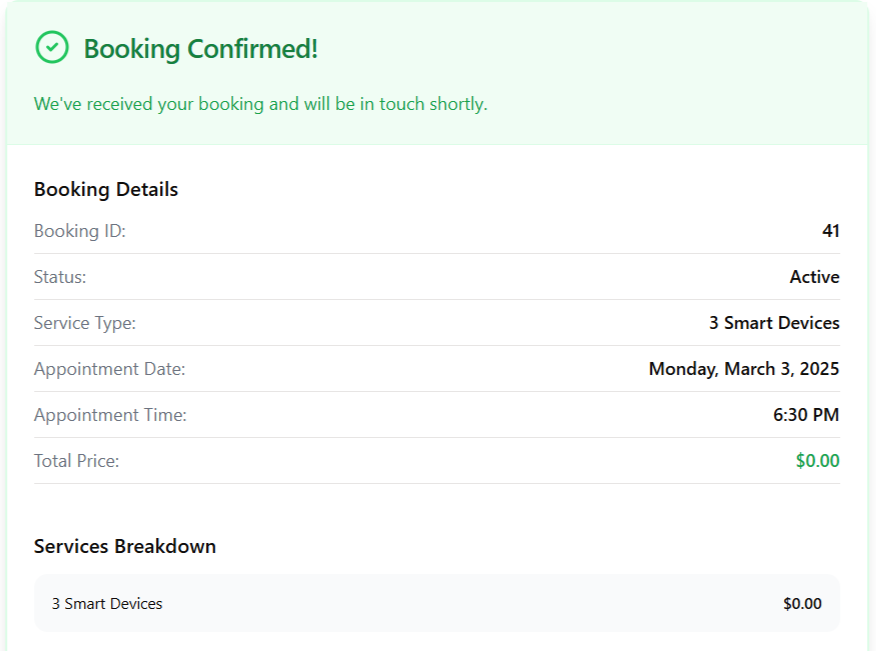 Booking Confirmed!
We've received your booking and will be in touch shortly.
Booking Details
Booking ID: 41
Status: Active
Service Type: 3 Smart Devices
Appointment Date: Monday, March 3, 2025
Appointment Time: 6:30 PM
Total Price: $0.00
Services Breakdown
3 Smart Devices $0.00